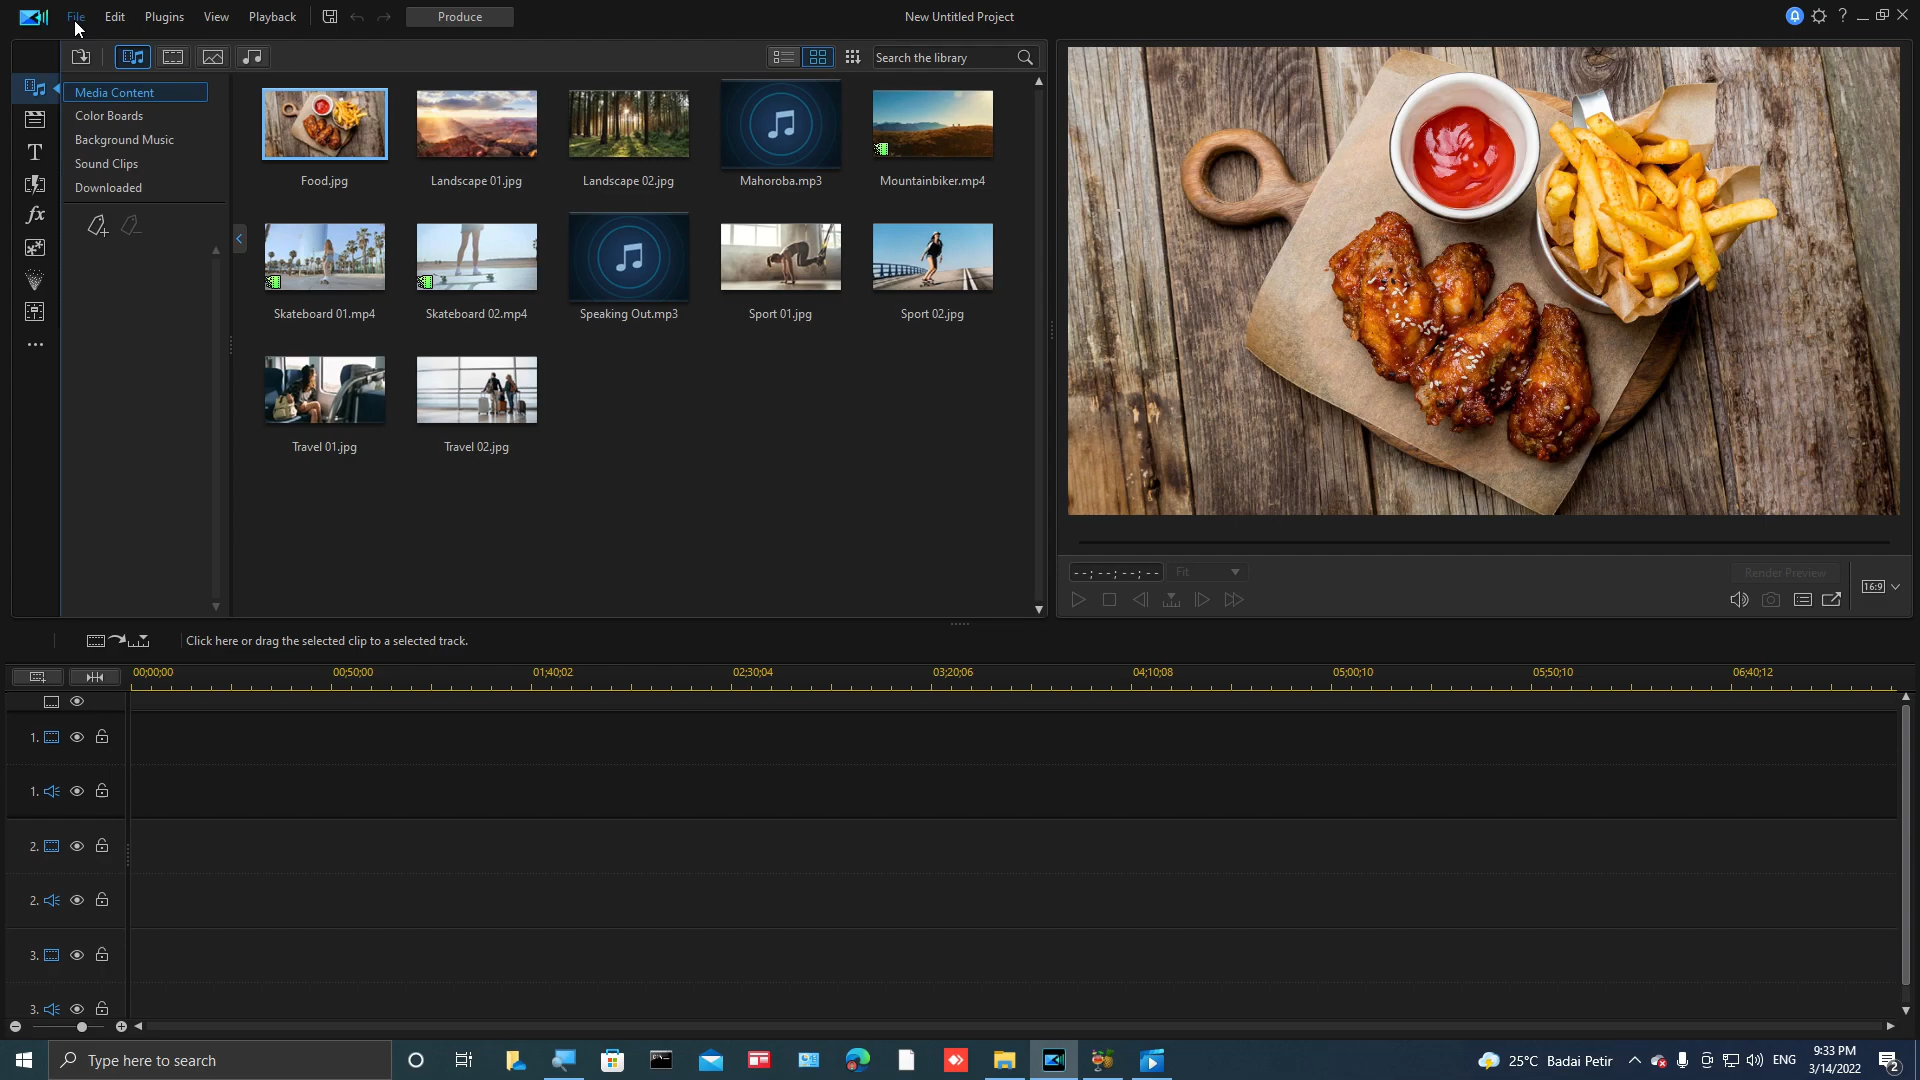 File Edit Plugins View Playback Produce New Untitled Project ?
Search the library
Media Content
Color Boards
Background Music
Sound Clips
Downloaded
Food.jpg Landscape 01.jpg Landscape 02.jpg Mahoroba.mp3 Mountainbiker.mp4
Skateboard 01.mp4 Skateboard 02.mp4 Speaking Out.mp3 Sport 01.jpg Sport 02.jpg
Travel 01.jpg Travel 02.jpg
T
fx
--;--;--;-- Fit Render Preview
16:9
Click here or drag the selected clip to a selected track.
00;00;00 00;50;00 01;40;02 02;30;04 03;20;06 04;10;08 05;00;10 05;50;10 06;40;12
1.
1.
2.
2.
3.
3.
Type here to search 25°C Badai Petir ENG 9:33 PM
3/14/2022 2